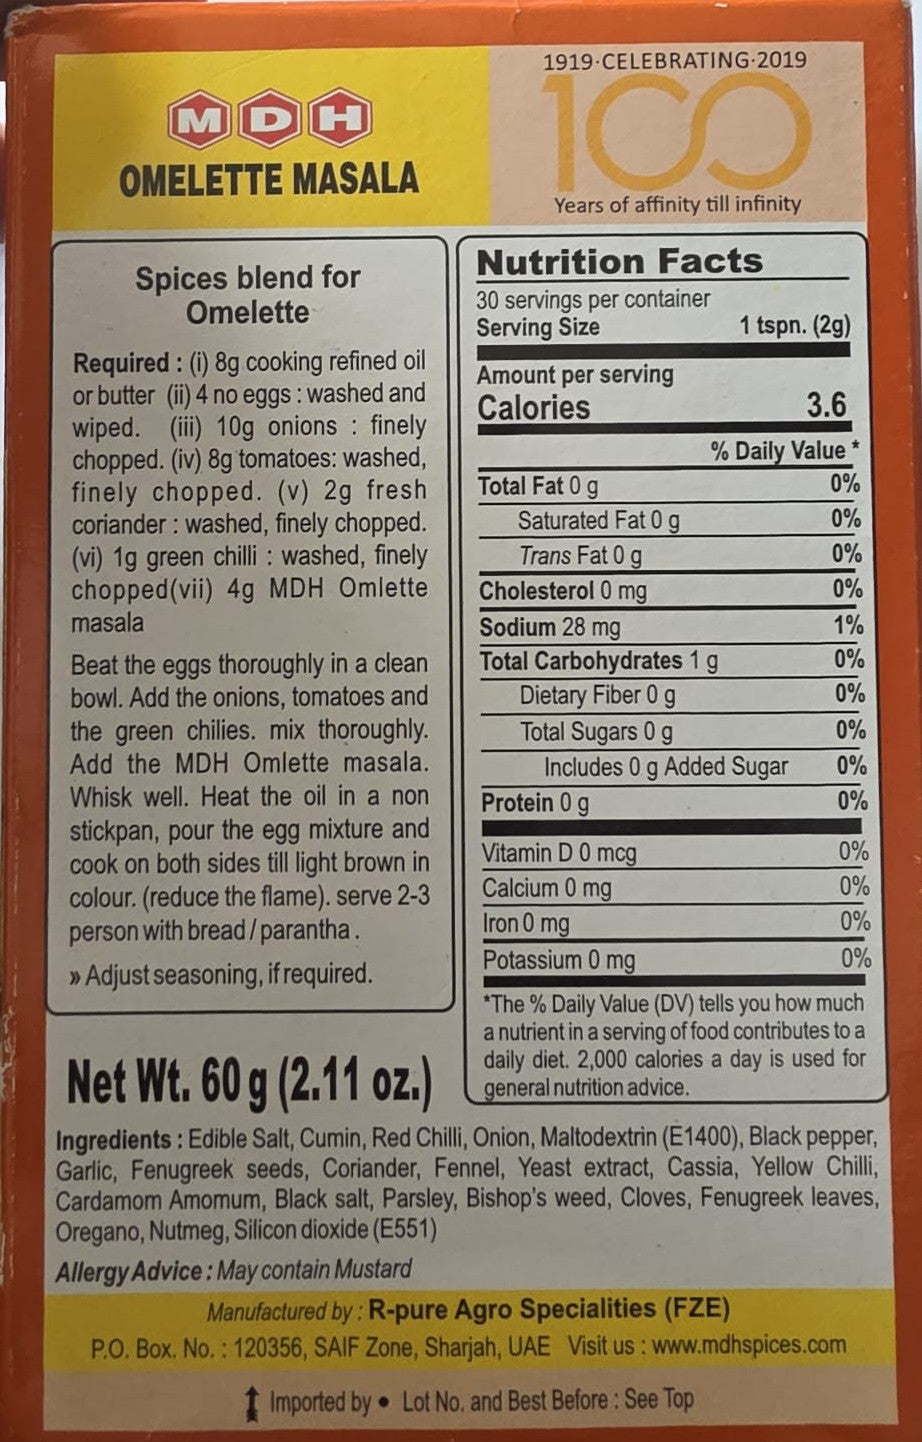 1919·CELEBRATING·2019
100
Years of affinity till infinity
MDH
OMELETTE MASALA
Spices blend for
Omelette
Required : (i) 8g cooking refined oil
or butter (ii) 4 no eggs : washed and
wiped. (iii) 10g onions : finely
chopped. (iv) 8g tomatoes: washed,
finely chopped. (v) 2g fresh
coriander : washed, finely chopped.
(vi) 1g green chilli : washed, finely
chopped(vii) 4g MDH Omlette
masala
Beat the eggs thoroughly in a clean
bowl. Add the onions, tomatoes and
the green chilies. mix thoroughly.
Add the MDH Omlette masala.
Whisk well. Heat the oil in a non
stickpan, pour the egg mixture and
cook on both sides till light brown in
colour. (reduce the flame). serve 2-3
person with bread / parantha.
» Adjust seasoning, if required.
Net Wt. 60 g (2.11 oz.)
Nutrition Facts
30 servings per container
Serving Size 1 tspn. (2g)
Amount per serving
Calories 3.6
% Daily Value *
Total Fat 0 g 0%
Saturated Fat 0 g 0%
Trans Fat 0 g 0%
Cholesterol 0 mg 0%
Sodium 28 mg 1%
Total Carbohydrates 1 g 0%
Dietary Fiber 0 g 0%
Total Sugars 0 g 0%
Includes 0 g Added Sugar 0%
Protein 0 g 0%
Vitamin D 0 mcg 0%
Calcium 0 mg 0%
Iron 0 mg 0%
Potassium 0 mg 0%
*The % Daily Value (DV) tells you how much
a nutrient in a serving of food contributes to a
daily diet. 2,000 calories a day is used for
general nutrition advice.
Ingredients : Edible Salt, Cumin, Red Chilli, Onion, Maltodextrin (E1400), Black pepper,
Garlic, Fenugreek seeds, Coriander, Fennel, Yeast extract, Cassia, Yellow Chilli,
Cardamom Amomum, Black salt, Parsley, Bishop's weed, Cloves, Fenugreek leaves,
Oregano, Nutmeg, Silicon dioxide (E551)
Allergy Advice : May contain Mustard
Manufactured by : R-pure Agro Specialities (FZE)
P.O. Box. No. : 120356, SAIF Zone, Sharjah, UAE Visit us : www.mdhspices.com
Imported by • Lot No. and Best Before : See Top